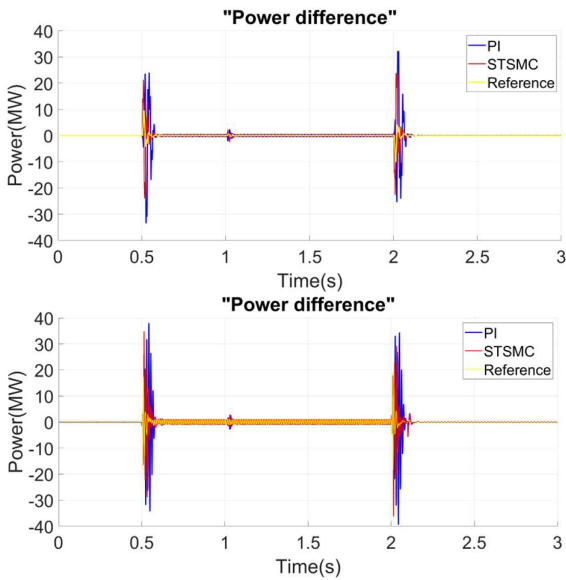 "Power difference"
40
30
20
10
0
-10
-20
-30
-40
Power(MW)
PI
STSMC
Reference
0 0.5 1 1.5 2 2.5 3
Time(s)
"Power difference"
40
30
20
10
0
-10
-20
-30
-40
Power(MW)
PI
STSMC
Reference
0 0.5 1 1.5 2 2.5 3
Time(s)